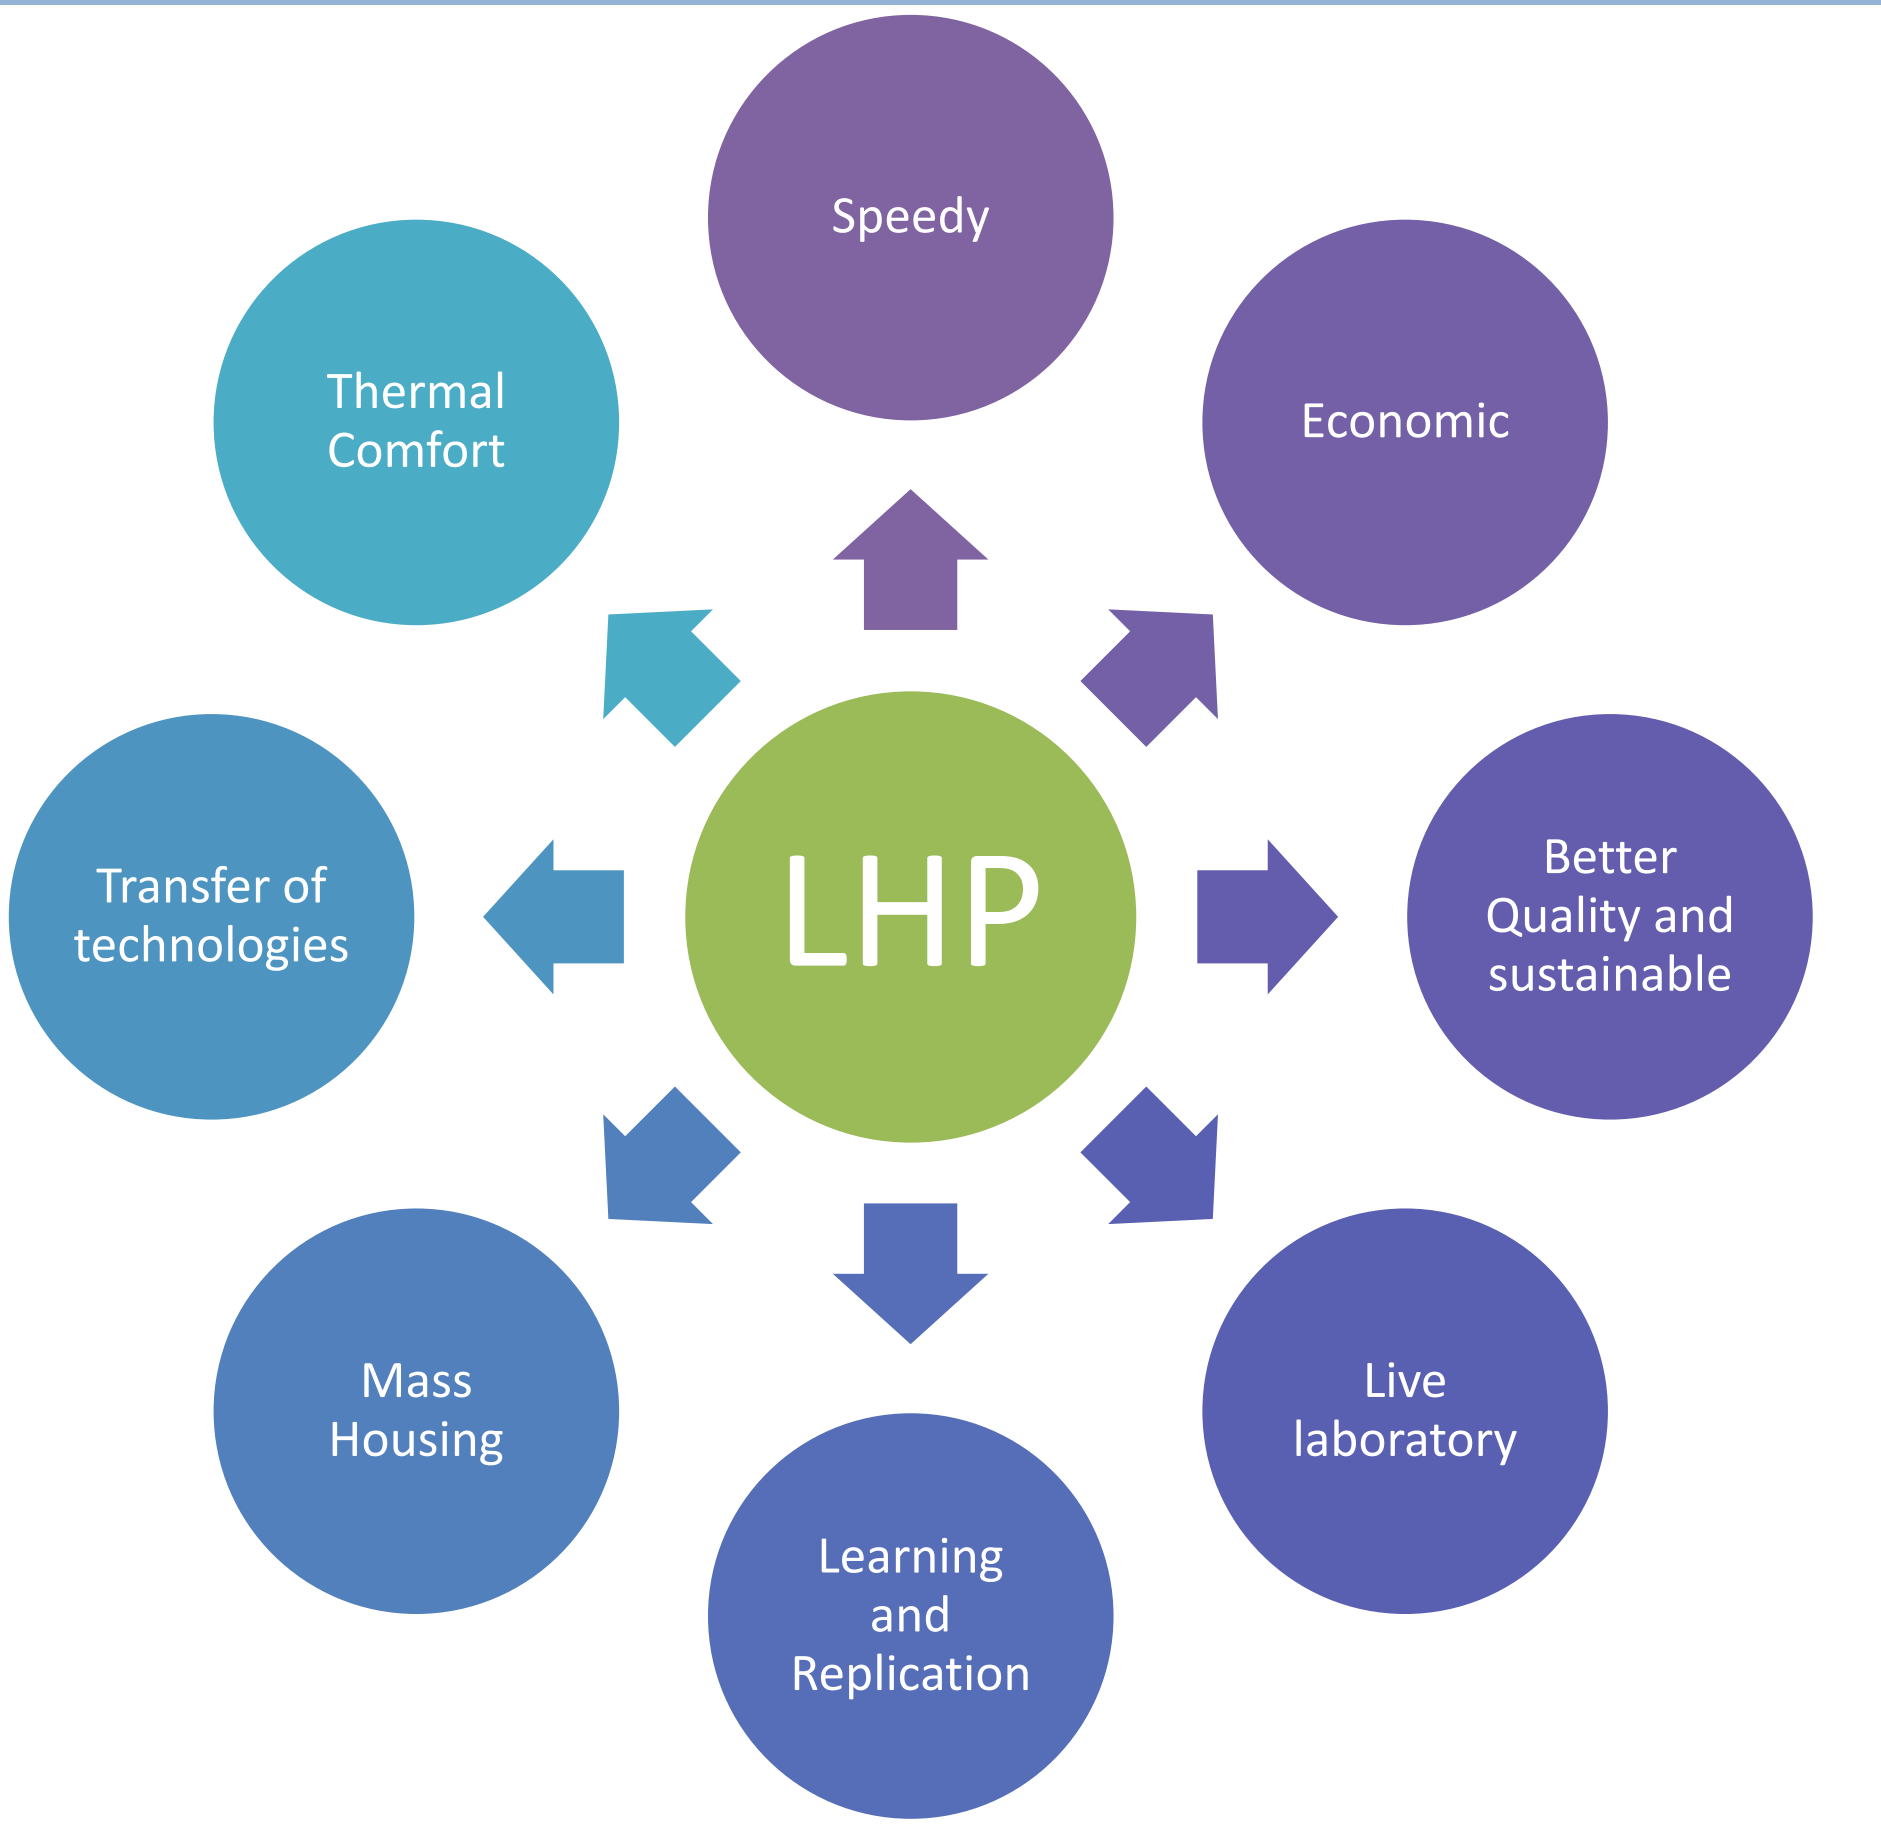 Speedy
Economic
Better
Quality and
sustainable
Live
laboratory
Learning
and
Replication
Mass
Housing
Transfer of
technologies
Thermal
Comfort
LHP